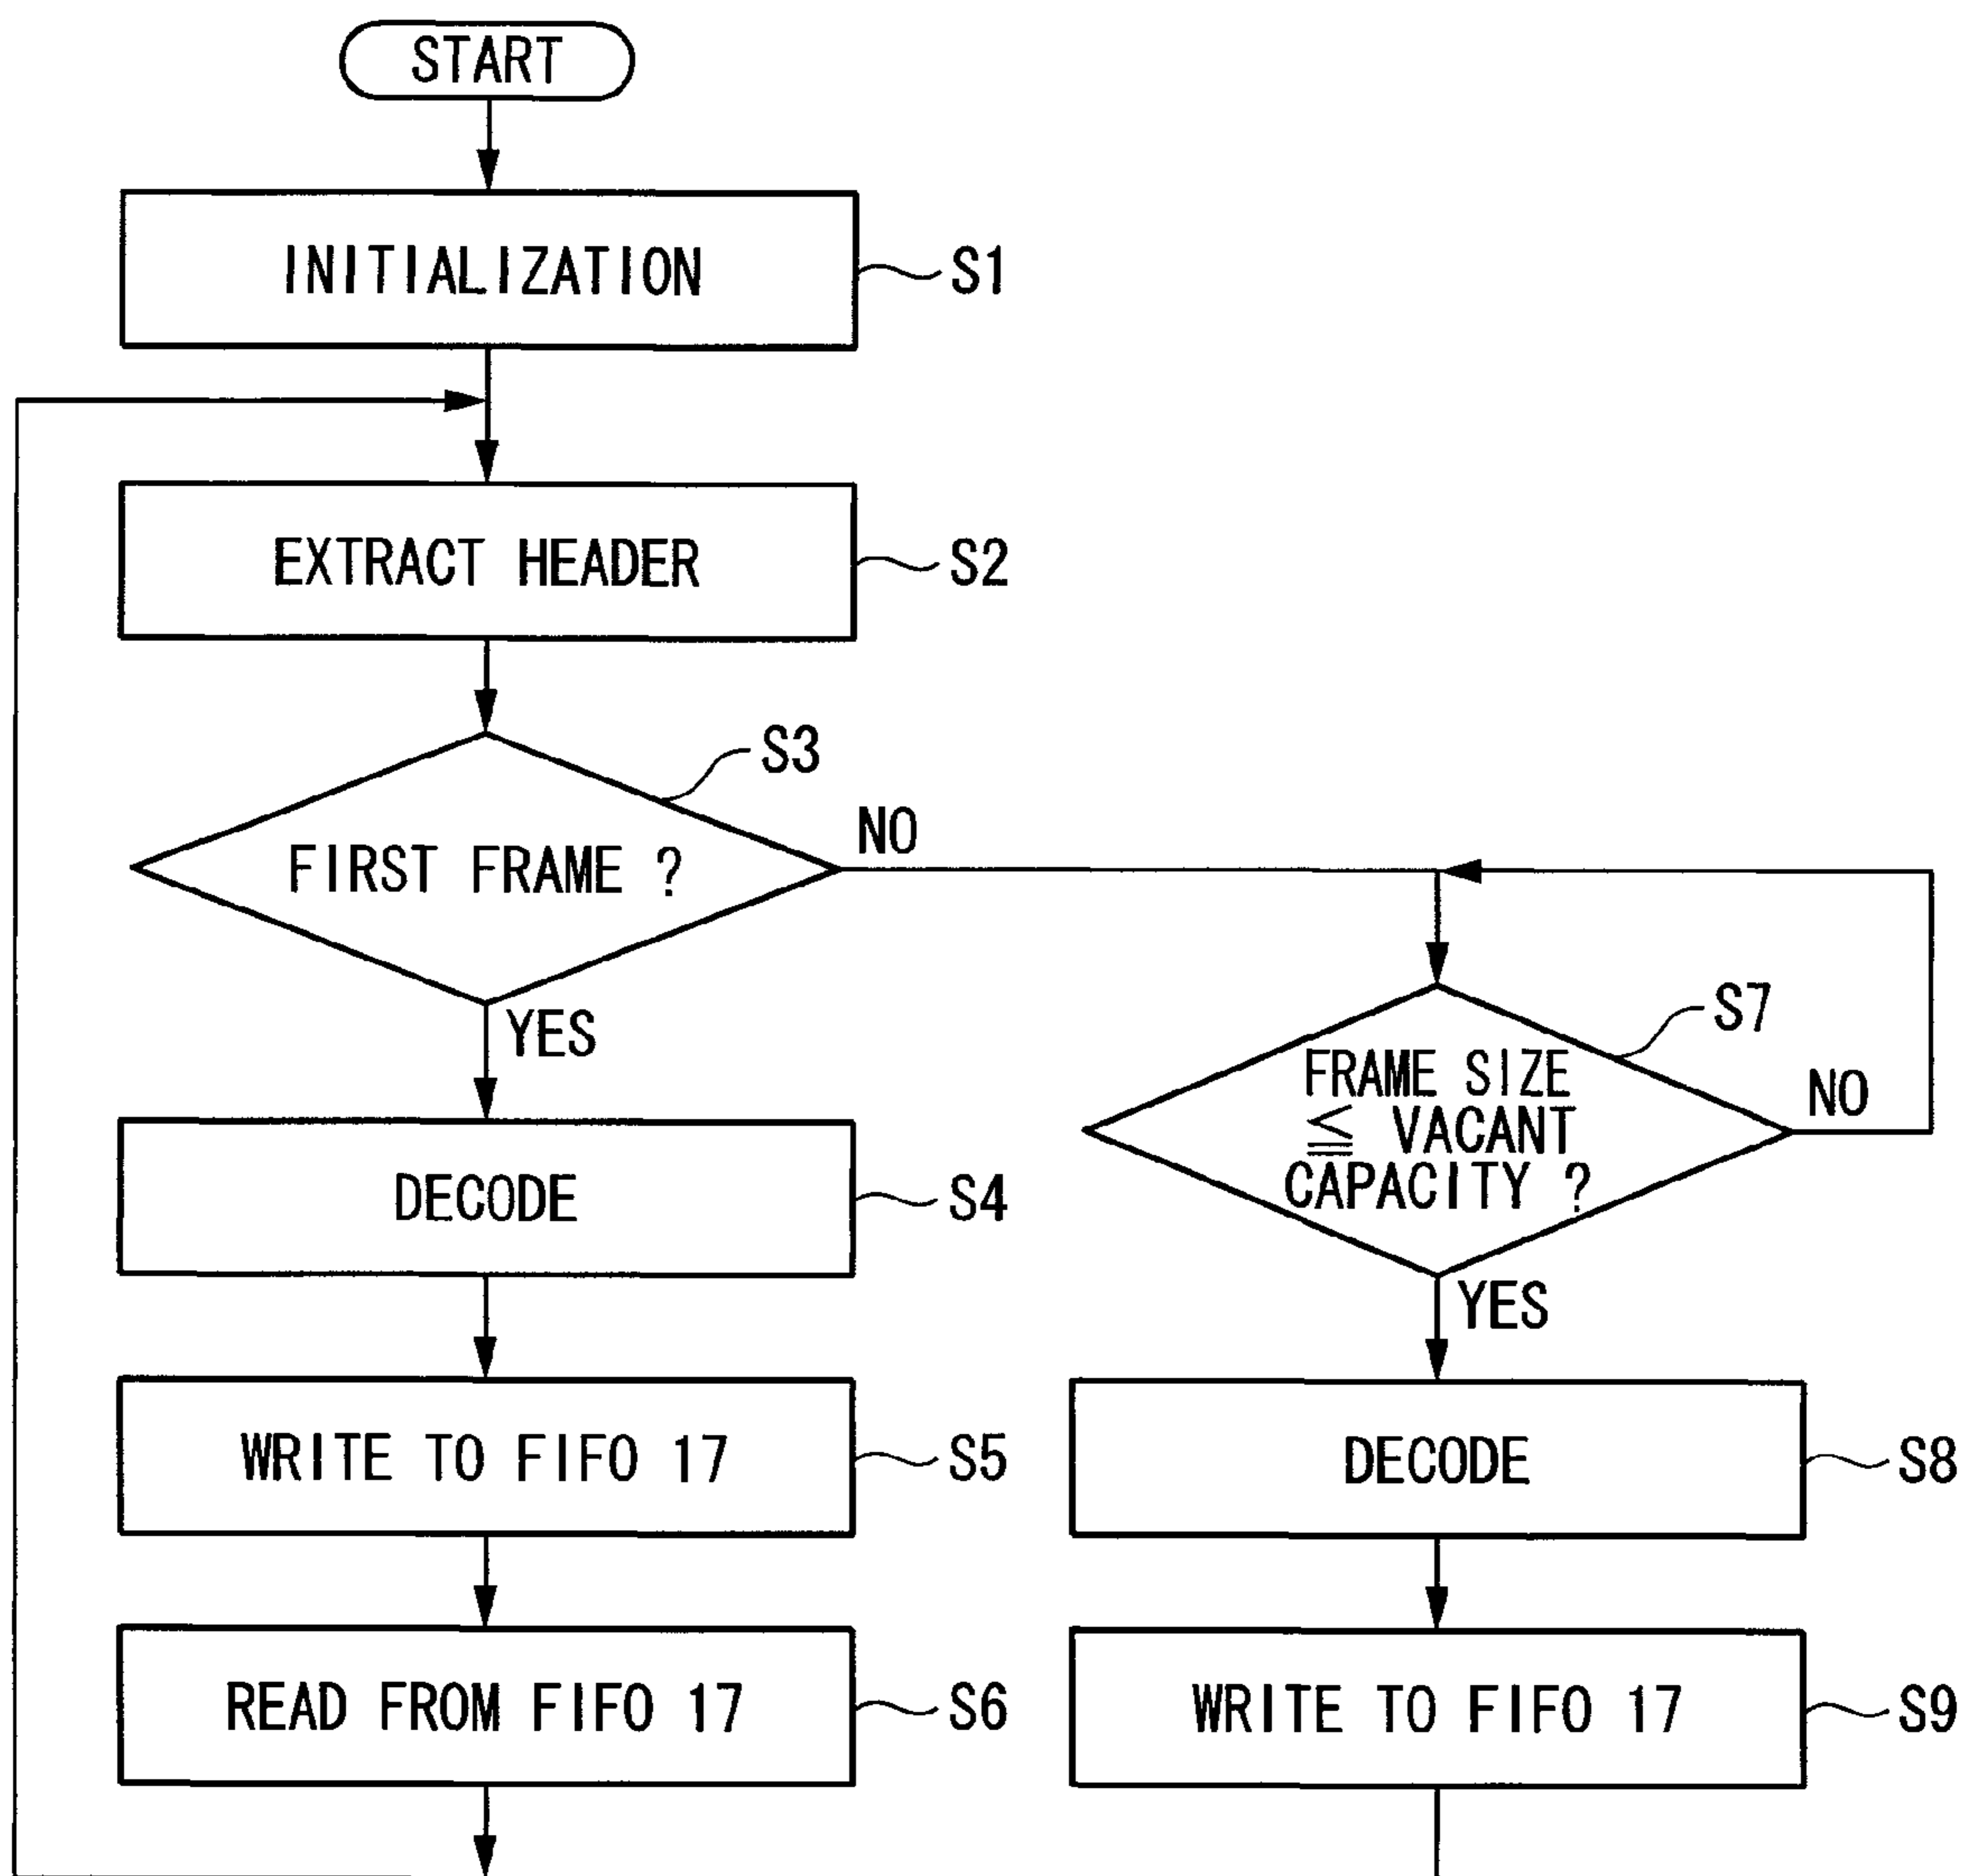 START
INITIALIZATION
S1
EXTRACT HEADER
S2
S3
FIRST FRAME ?
NO
YES
DECODE
S4
WRITE TO FIFO 17
S5
READ FROM FIFO 17
S6
S7
FRAME SIZE
≦ VACANT
CAPACITY ?
NO
YES
DECODE
S8
WRITE TO FIFO 17
S9